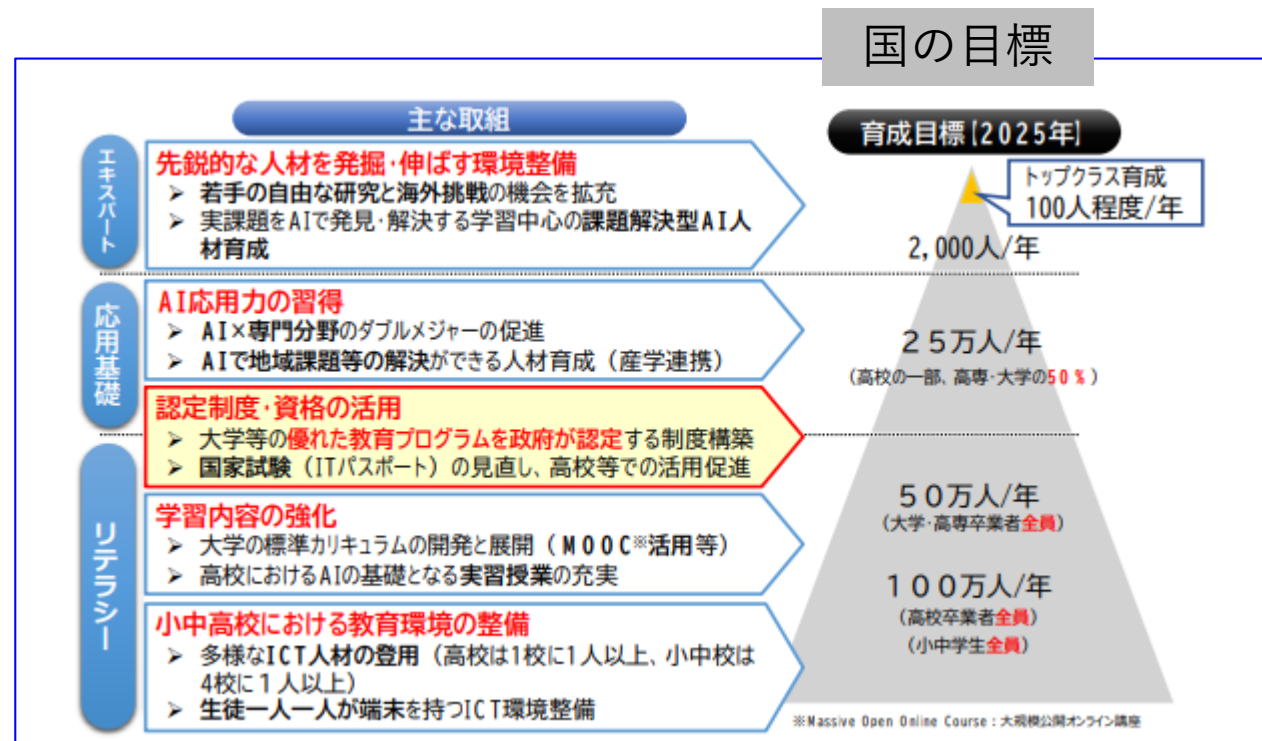 国の目標
主な取組
育成目標[2025年]
エキスパート
先鋭的な人材を発掘・伸ばす環境整備
➢ 若手の自由な研究と海外挑戦の機会を拡充
➢ 実課題をAIで発見・解決する学習中心の課題解決型AI人
材育成
トップクラス育成
100人程度/年
2,000人/年
応用基礎
AI応用力の習得
➢ AI×専門分野のダブルメジャーの促進
➢ AIで地域課題等の解決ができる人材育成（産学連携）
25万人/年
（高校の一部、高専・大学の50％）
認定制度・資格の活用
➢ 大学等の優れた教育プログラムを政府が認定する制度構築
➢ 国家試験（ITパスポート）の見直し、高校等での活用促進
リテラシー
学習内容の強化
➢ 大学の標準カリキュラムの開発と展開（MOOC※活用等）
➢ 高校におけるAIの基礎となる実習授業の充実
50万人/年
（大学・高専卒業者全員）
小中高校における教育環境の整備
➢ 多様なICT人材の登用（高校は1校に1人以上、小中校は
4校に1人以上）
➢ 生徒一人一人が端末を持つICT環境整備
100万人/年
（高校卒業者全員）
（小中学生全員）
※Massive Open Online Course：大規模公開オンライン講座